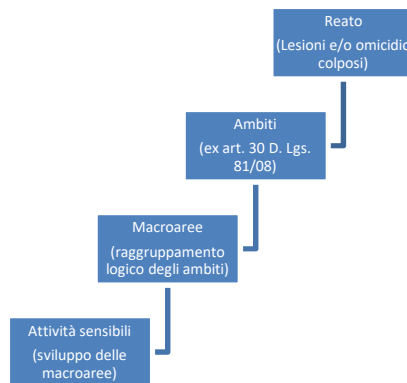 Reato
(Lesioni e/o omicidio
colposi)
Ambiti
(ex art. 30 D. Lgs.
81/08)
Macroaree
(raggruppamento
logico degli ambiti)
Attività sensibili
(sviluppo delle
macroaree)